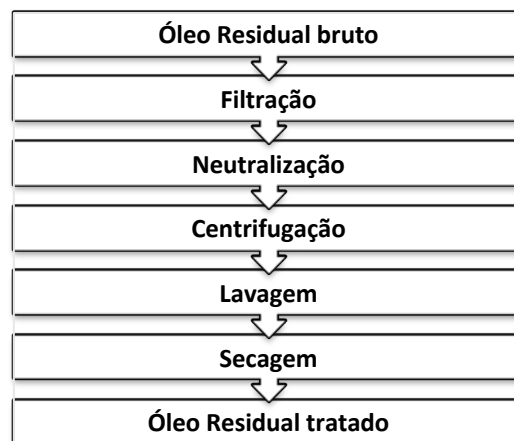 Óleo Residual bruto
Filtração
Neutralização
Centrifugação
Lavagem
Secagem
Óleo Residual tratado